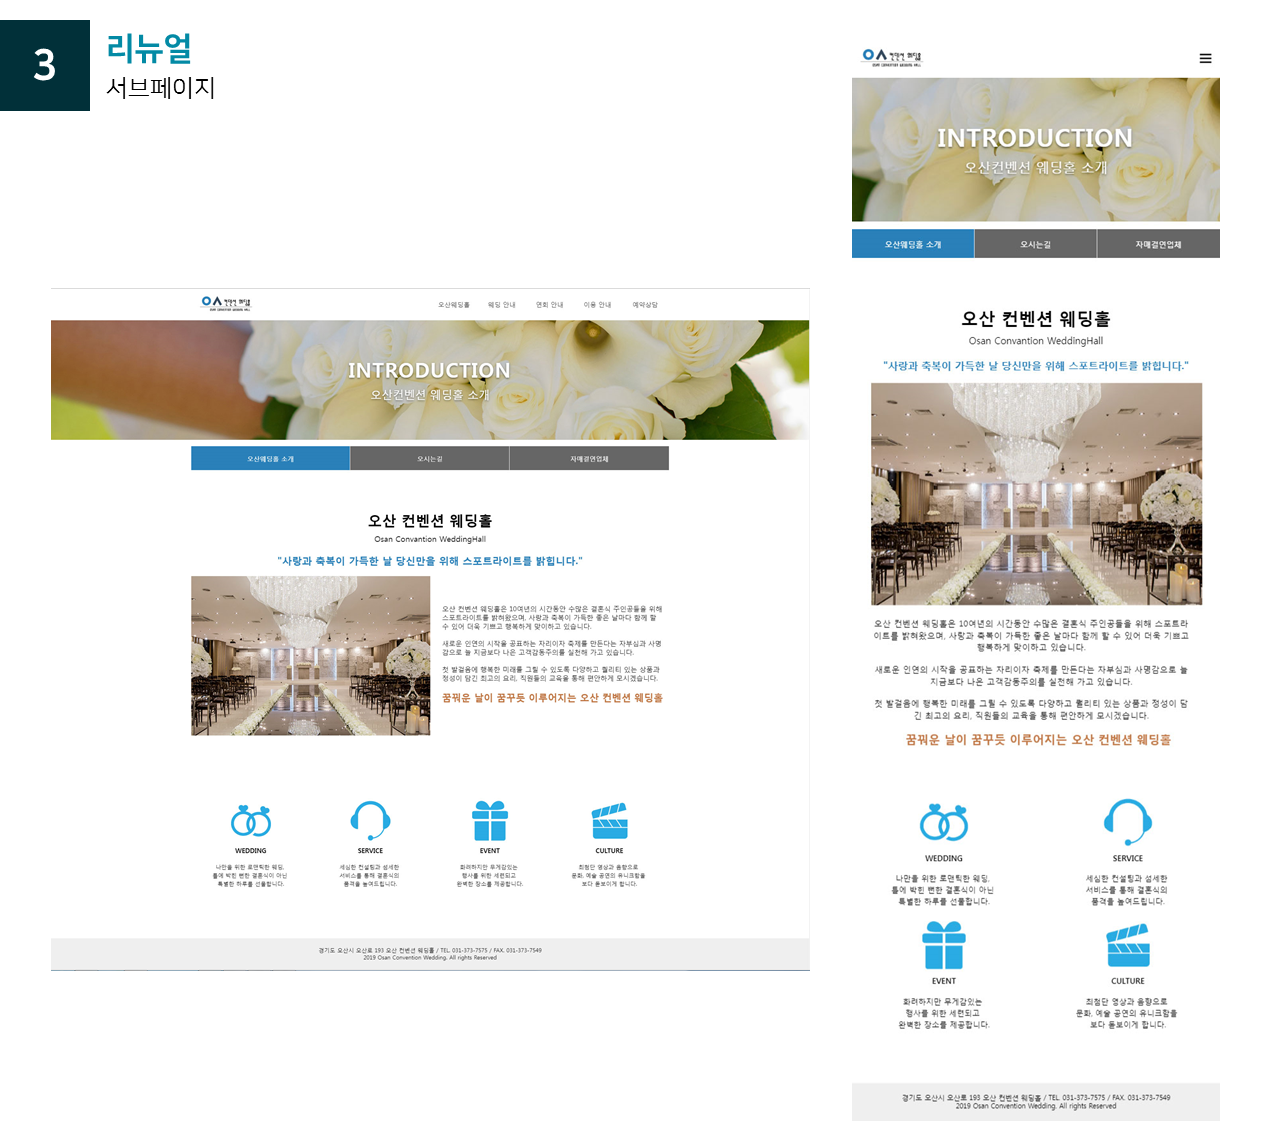 3
리뉴얼
서브페이지
오산웨딩홀
웨딩 안내
연회 안내
이용 안내
예약상담
INTRODUCTION
오산컨벤션 웨딩홀 소개
오산웨딩홀 소개
오시는길
자매결연업체
오산 컨벤션 웨딩홀
Osan Convantion WeddingHall
"사랑과 축복이 가득한 날 당신만을 위해 스포트라이트를 밝힙니다."
오산 컨벤션 웨딩홀은 10여년의 시간동안 수많은 결혼식 주인공들을 위해
스포트라이트를 밝혀왔으며, 사랑과 축복이 가득한 좋은 날마다 함께 할
수 있어 더욱 기쁘고 행복하게 맞이하고 있습니다.
새로운 인연의 시작을 공표하는 자리이자 축제를 만든다는 자부심과 사명
감으로 늘 지금보다 나은 고객감동주의를 실천해 가고 있습니다.
첫 발걸음에 행복한 미래를 그릴 수 있도록 다양하고 퀄리티 있는 상품과
정성이 담긴 최고의 요리, 직원들의 교육을 통해 편안하게 모시겠습니다.
꿈꿔운 날이 꿈꾸듯 이루어지는 오산 컨벤션 웨딩홀
WEDDING
나만을 위한 로맨틱한 웨딩,
틀에 박힌 뻔한 결혼식이 아닌
특별한 하루를 선물합니다.
SERVICE
세심한 컨설팅과 섬세한
서비스를 통해 결혼식의
품격을 높여드립니다.
EVENT
화려하지만 무게감있는
행사를 위한 세련되고
완벽한 장소를 제공합니다.
CULTURE
최첨단 영상과 음향으로
문화, 예술 공연의 유니크함을
보다 돋보이게 합니다.
경기도 오산시 오산로 193 오산 컨벤션 웨딩홀 / TEL. 031-373-7575 / FAX. 031-373-7549
2019 Osan Convention Wedding. All rights Reserved
INTRODUCTION
오산컨벤션 웨딩홀 소개
오산웨딩홀 소개
오시는길
자매결연업체
오산 컨벤션 웨딩홀
Osan Convantion WeddingHall
"사랑과 축복이 가득한 날 당신만을 위해 스포트라이트를 밝힙니다."
오산 컨벤션 웨딩홀은 10여년의 시간동안 수많은 결혼식 주인공들을 위해 스포트라
이트를 밝혀왔으며, 사랑과 축복이 가득한 좋은 날마다 함께 할 수 있어 더욱 기쁘고
행복하게 맞이하고 있습니다.
새로운 인연의 시작을 공표하는 자리이자 축제를 만든다는 자부심과 사명감으로 늘
지금보다 나은 고객감동주의를 실천해 가고 있습니다.
첫 발걸음에 행복한 미래를 그릴 수 있도록 다양하고 퀄리티 있는 상품과 정성이 담
긴 최고의 요리, 직원들의 교육을 통해 편안하게 모시겠습니다.
꿈꿔운 날이 꿈꾸듯 이루어지는 오산 컨벤션 웨딩홀
WEDDING
나만을 위한 로맨틱한 웨딩,
틀에 박힌 뻔한 결혼식이 아닌
특별한 하루를 선물합니다.
SERVICE
세심한 컨설팅과 섬세한
서비스를 통해 결혼식의
품격을 높여드립니다.
EVENT
화려하지만 무게감있는
행사를 위한 세련되고
완벽한 장소를 제공합니다.
CULTURE
최첨단 영상과 음향으로
문화, 예술 공연의 유니크함을
보다 돋보이게 합니다.
경기도 오산시 오산로 193 오산 컨벤션 웨딩홀 / TEL. 031-373-7575 / FAX. 031-373-7549
2019 Osan Convention Wedding. All rights Reserved